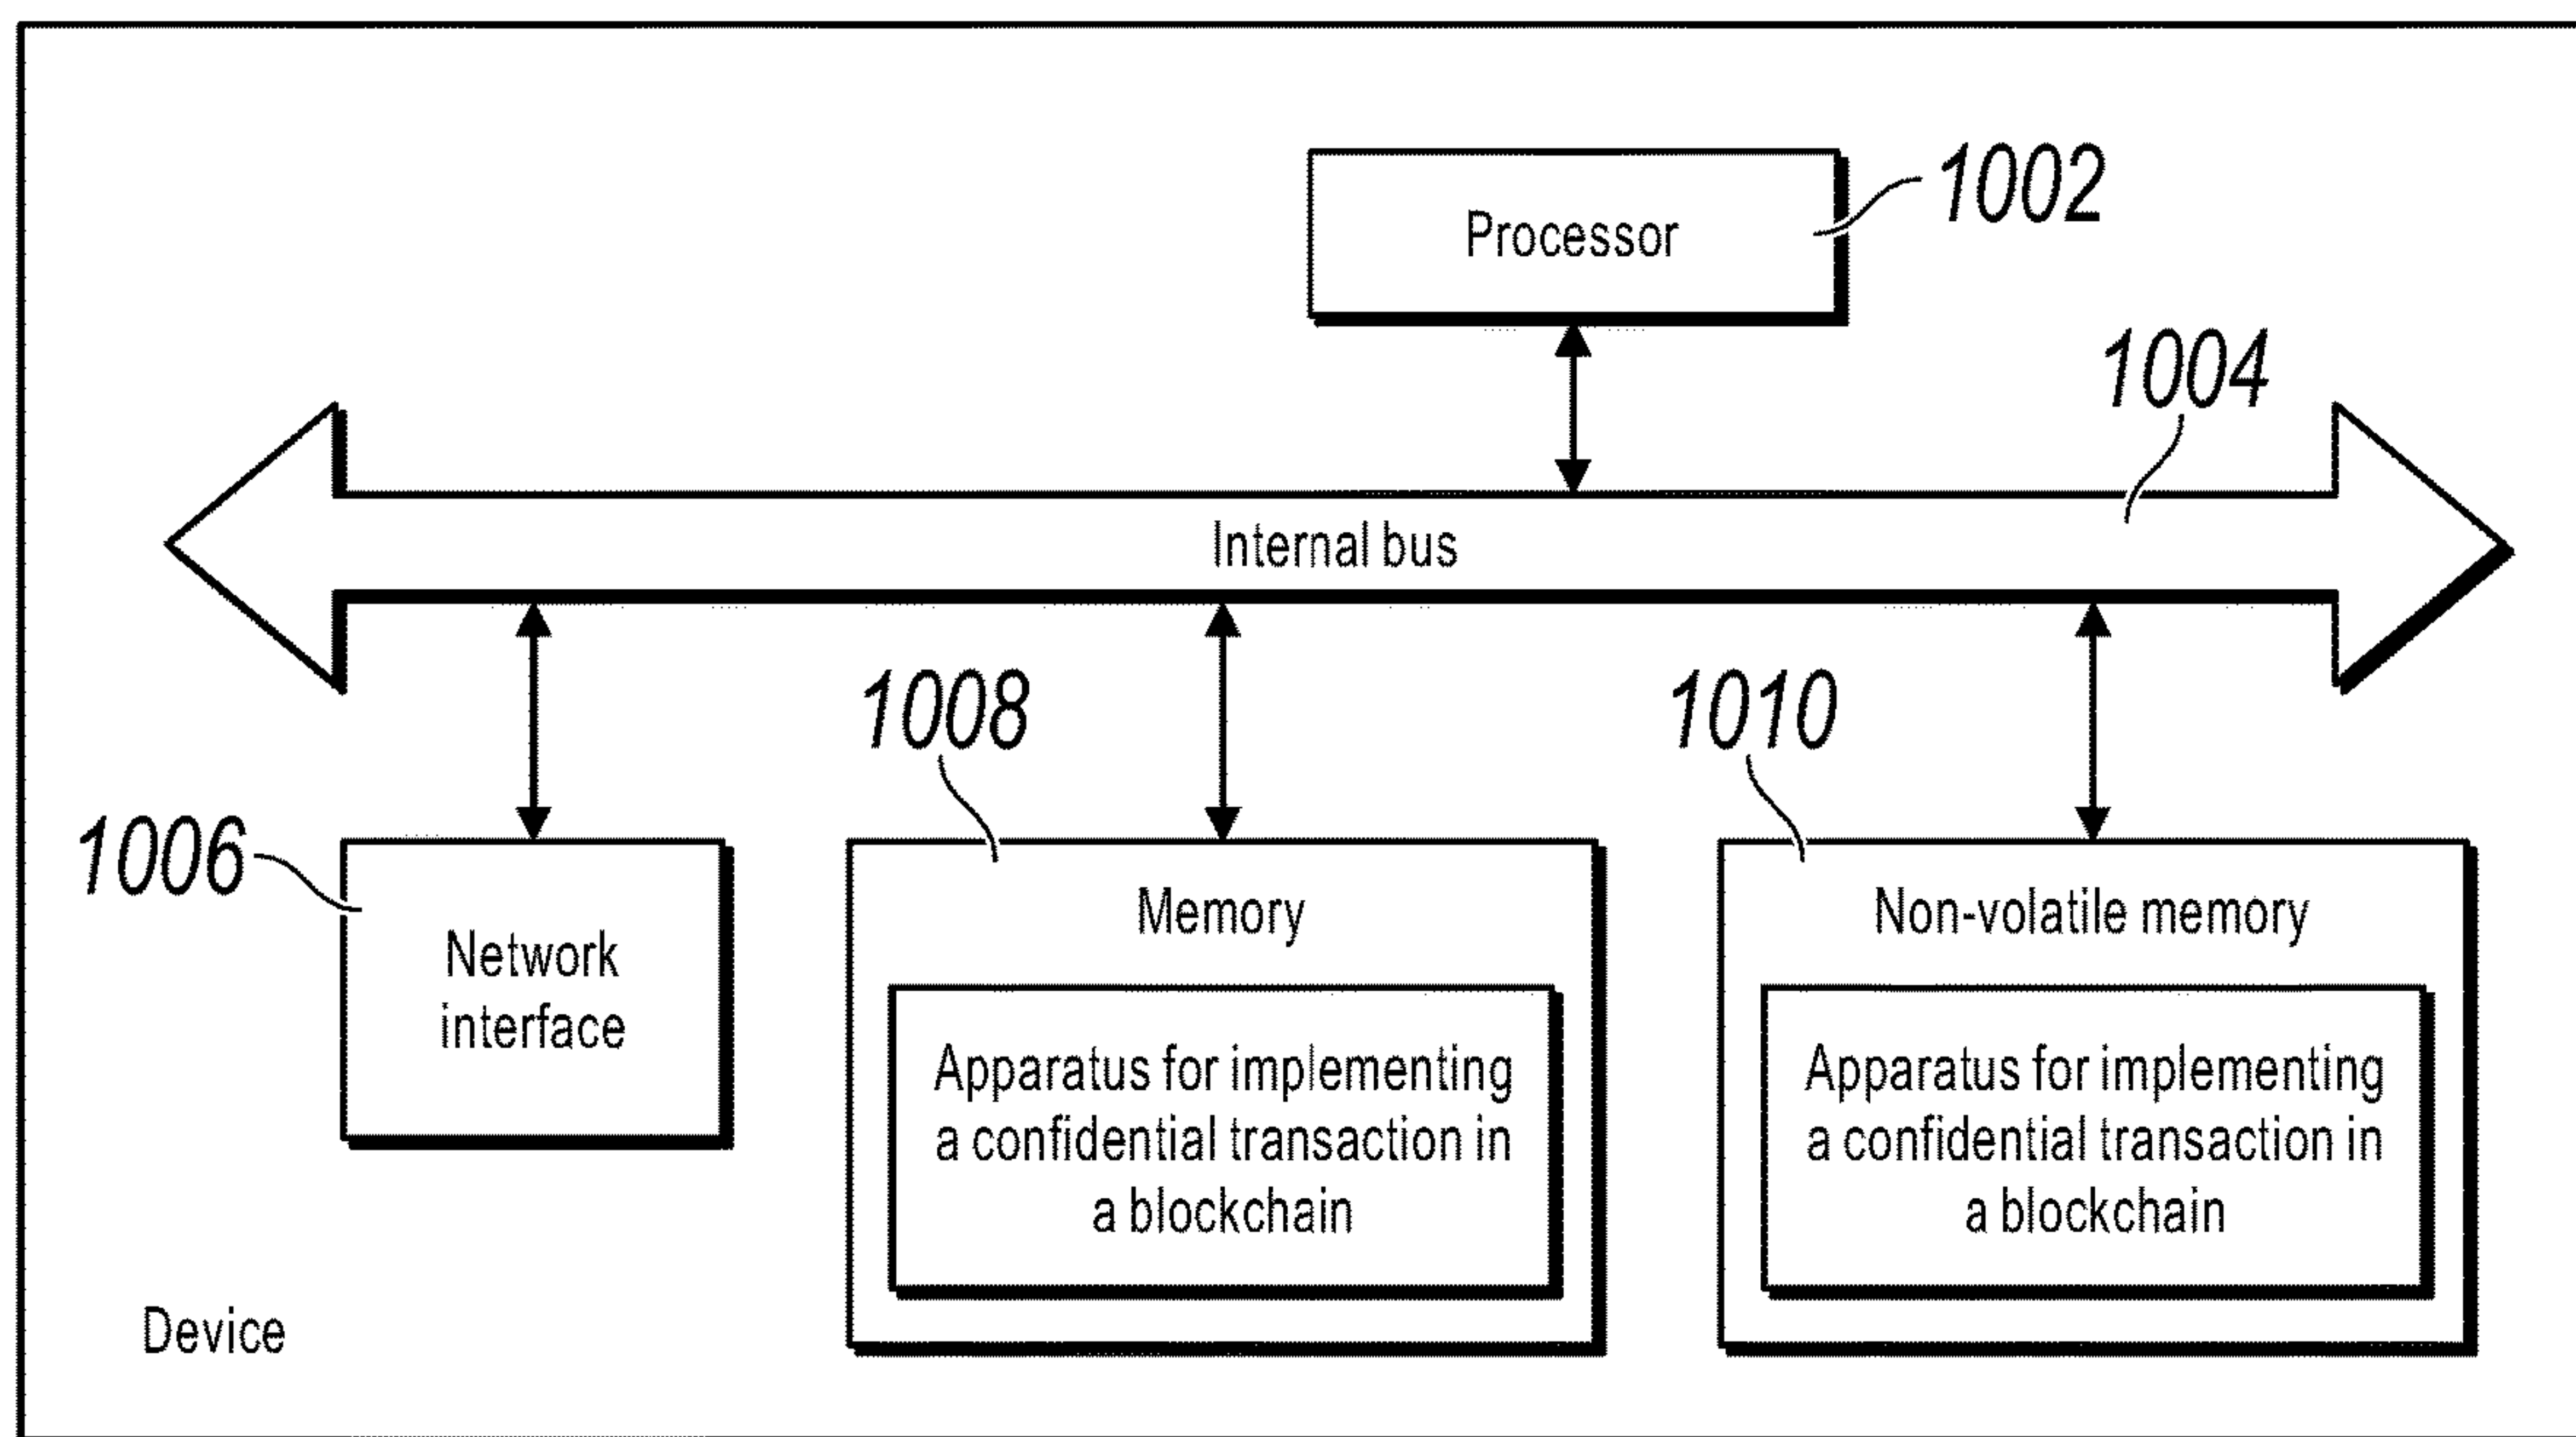 1002
Processor
1004
Internal bus
1006
Network
interface
1008
Memory
Apparatus for implementing
a confidential transaction in
a blockchain
1010
Non-volatile memory
Apparatus for implementing
a confidential transaction in
a blockchain
Device